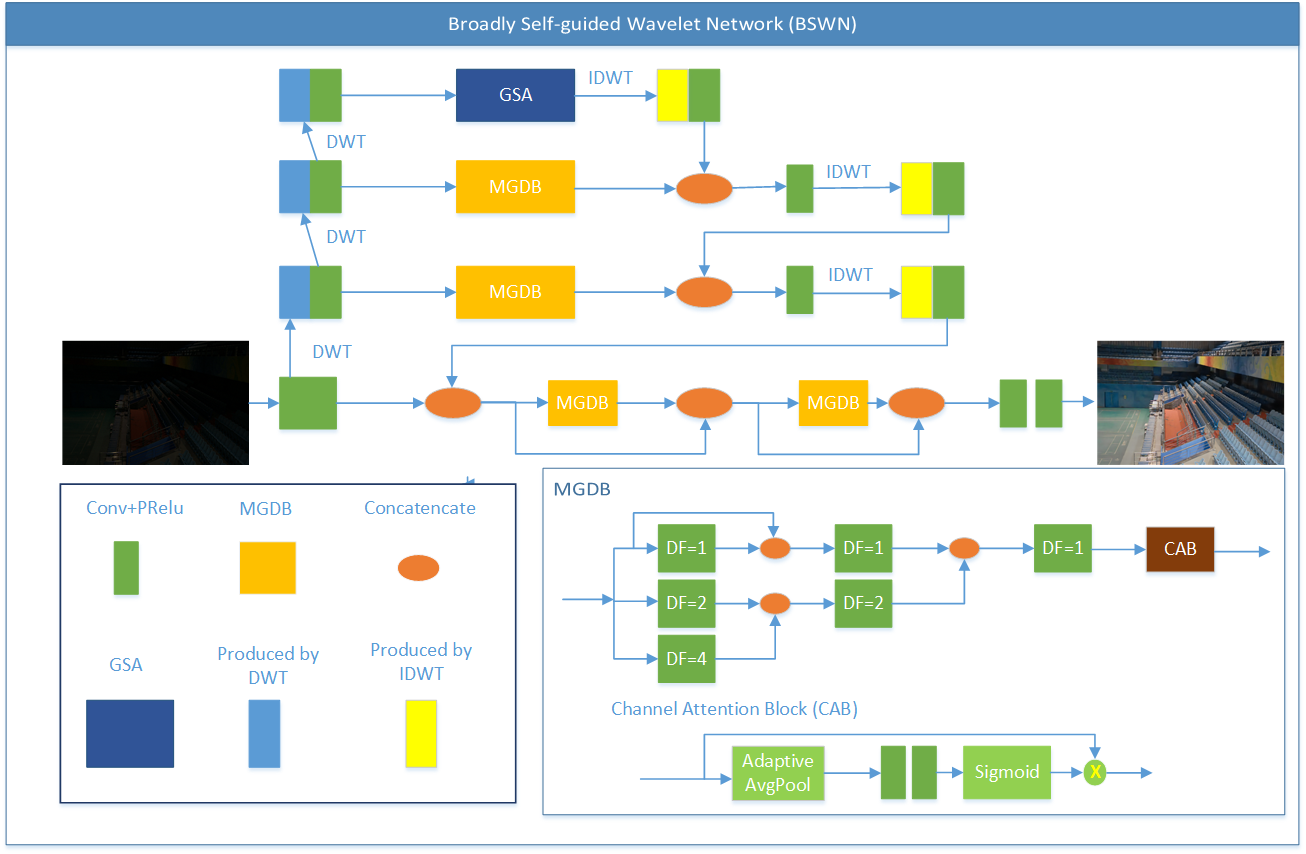 Broadly Self-guided Wavelet Network (BSWN)
GSA
IDWT
DWT
MGDB
IDWT
DWT
MGDB
IDWT
DWT
MGDB
MGDB
Conv+PRelu
MGDB
Concatencate
GSA
Produced by
DWT
Produced by
IDWT
MGDB
DF=1
DF=1
DF=1
CAB
DF=2
DF=2
DF=4
Channel Attention Block (CAB)
Adaptive
AvgPool
Sigmoid
X